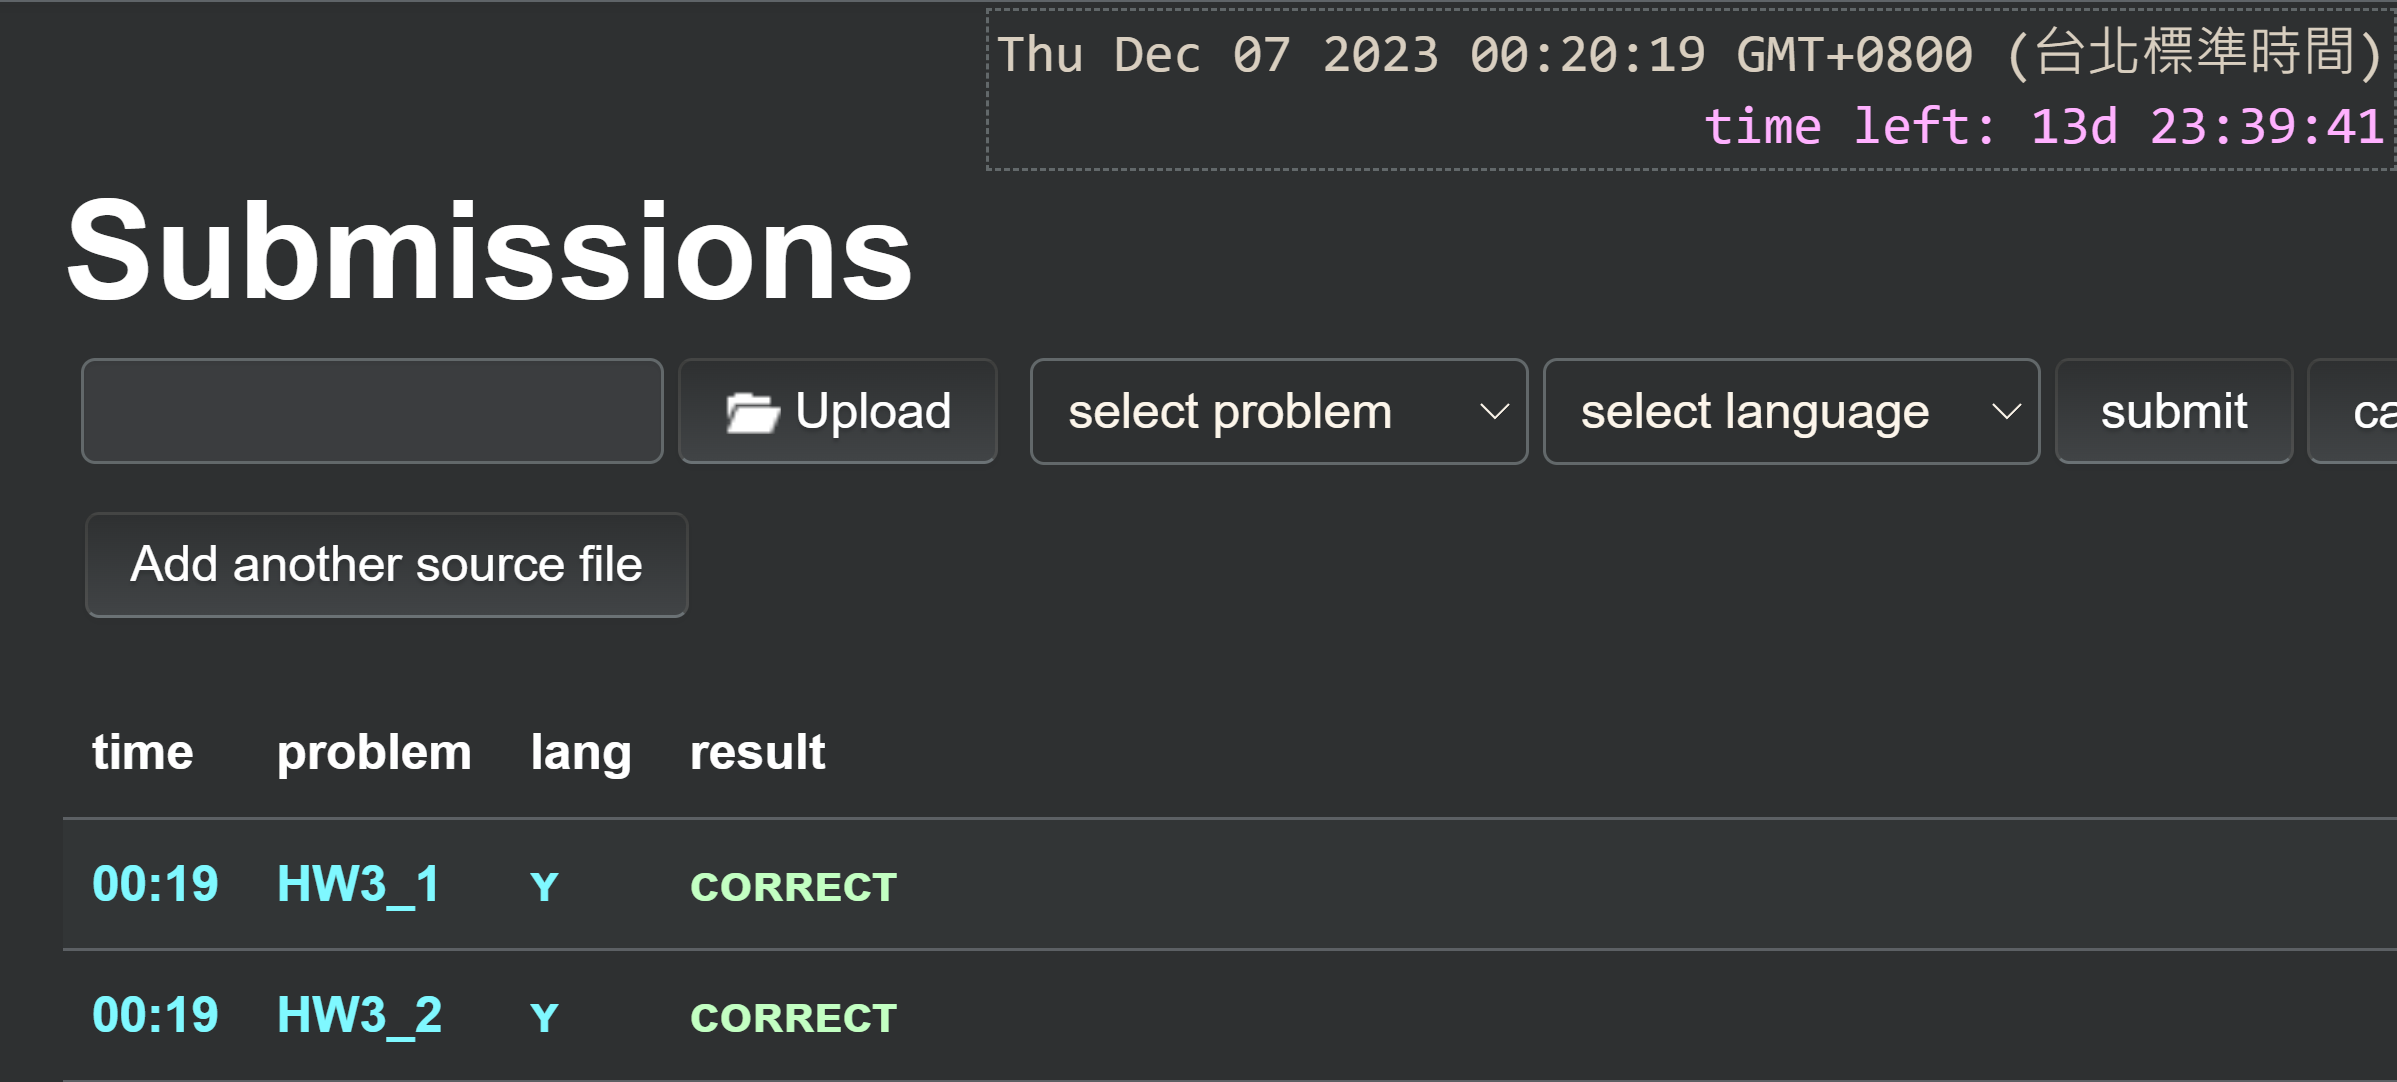 Thu Dec 07 2023 00:20:19 GMT+0800 (台北標準時間)
time left: 13d 23:39:41
Submissions
Upload select problem select language submit ca
Add another source file
time problem lang result
00:19 HW3_1 Y CORRECT
00:19 HW3_2 Y CORRECT